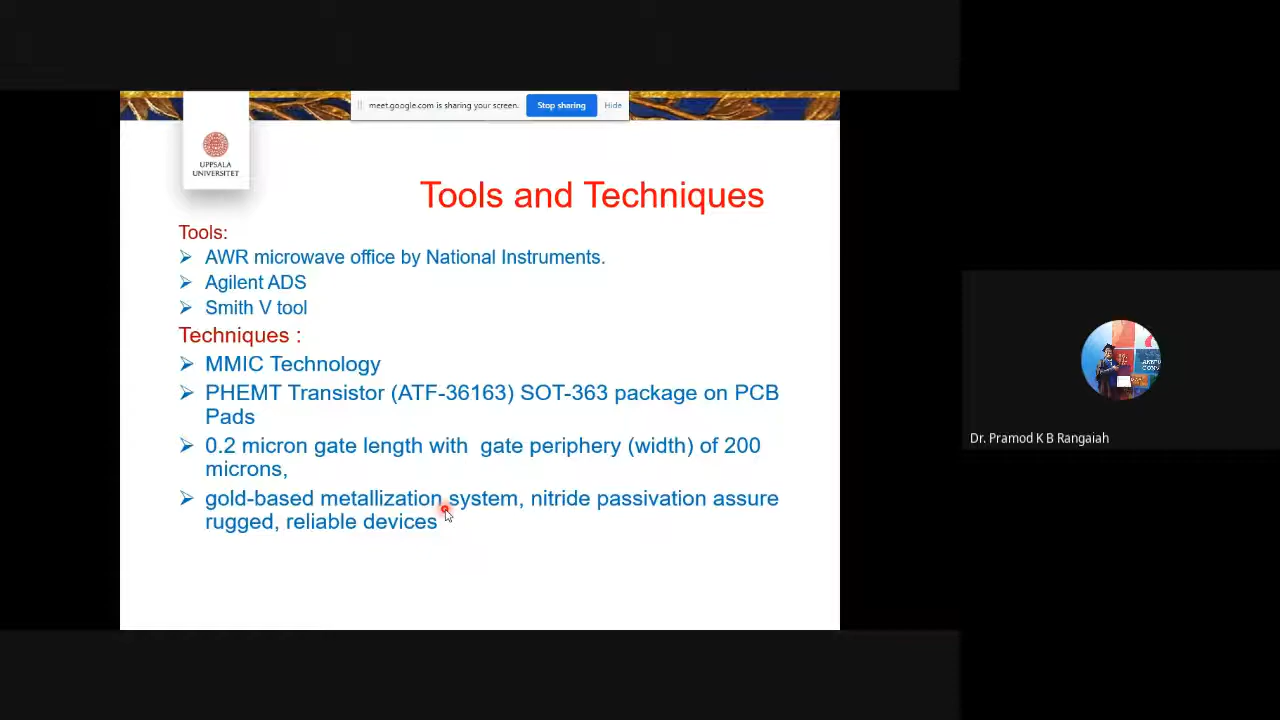 meet.google.com is sharing your screen. Stop sharing Hide
UPPSALA
UNIVERSITET
Tools and Techniques
Tools:
➢ AWR microwave office by National Instruments.
➢ Agilent ADS
➢ Smith V tool
Techniques :
➢ MMIC Technology
➢ PHEMT Transistor (ATF-36163) SOT-363 package on PCB
Pads
➢ 0.2 micron gate length with gate periphery (width) of 200
microns,
➢ gold-based metallization system, nitride passivation assure
rugged, reliable devices
Dr. Pramod K B Rangaiah